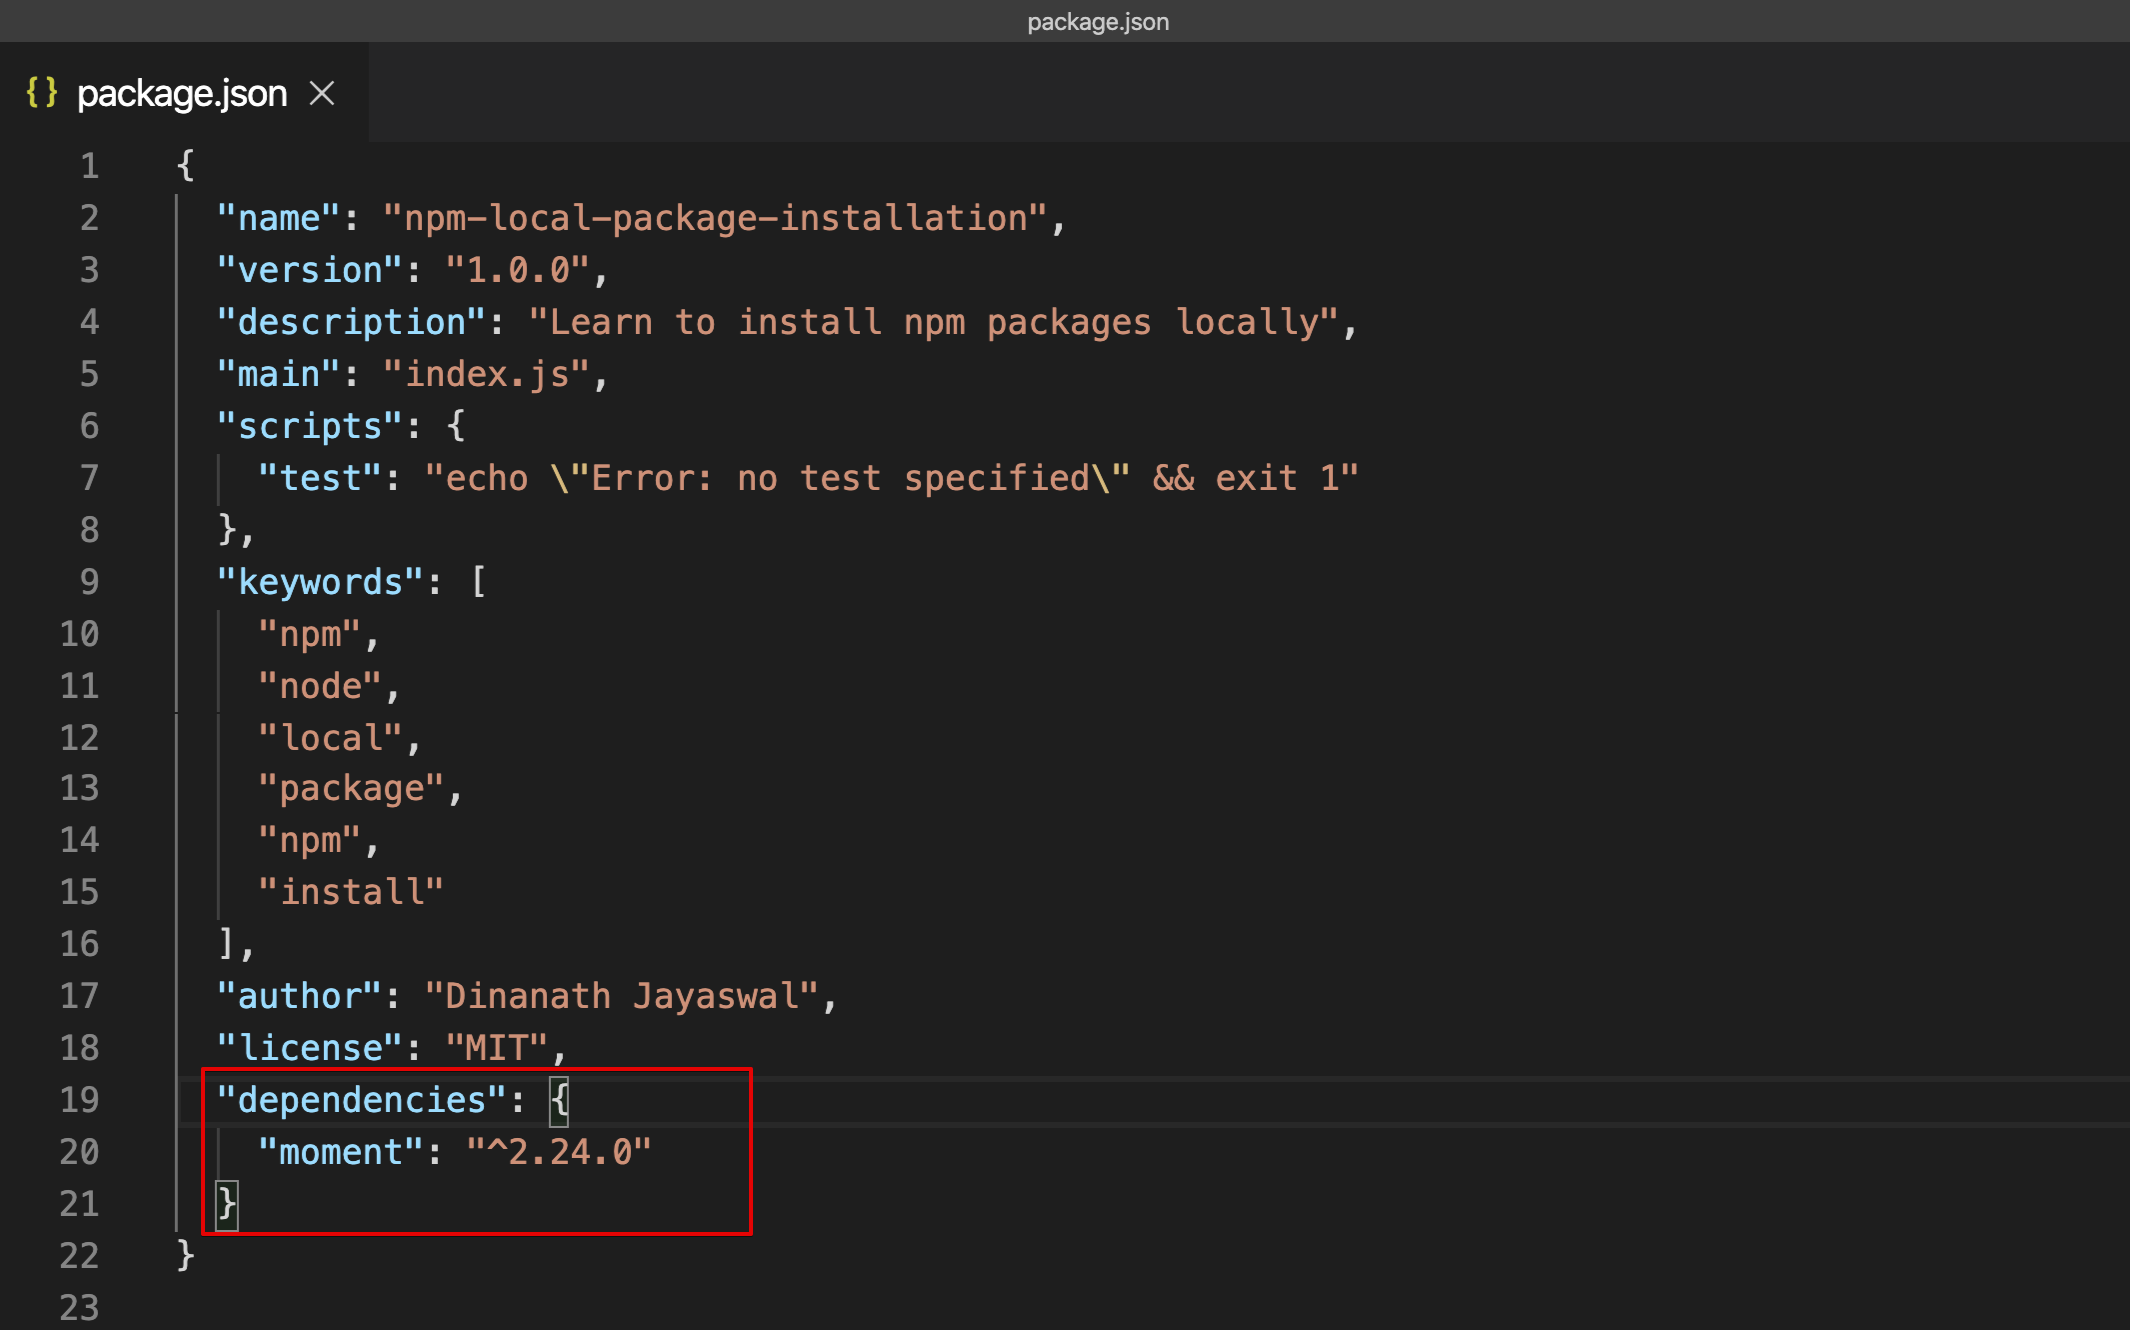 package.json
{} package.json ×
1 {
2   "name": "npm-local-package-installation",
3   "version": "1.0.0",
4   "description": "Learn to install npm packages locally",
5   "main": "index.js",
6   "scripts": {
7     "test": "echo \"Error: no test specified\" && exit 1"
8   },
9   "keywords": [
10     "npm",
11     "node",
12     "local",
13     "package",
14     "npm",
15     "install"
16   ],
17   "author": "Dinanath Jayaswal",
18   "license": "MIT",
19   "dependencies": {
20     "moment": "^2.24.0"
21   }
22 }
23